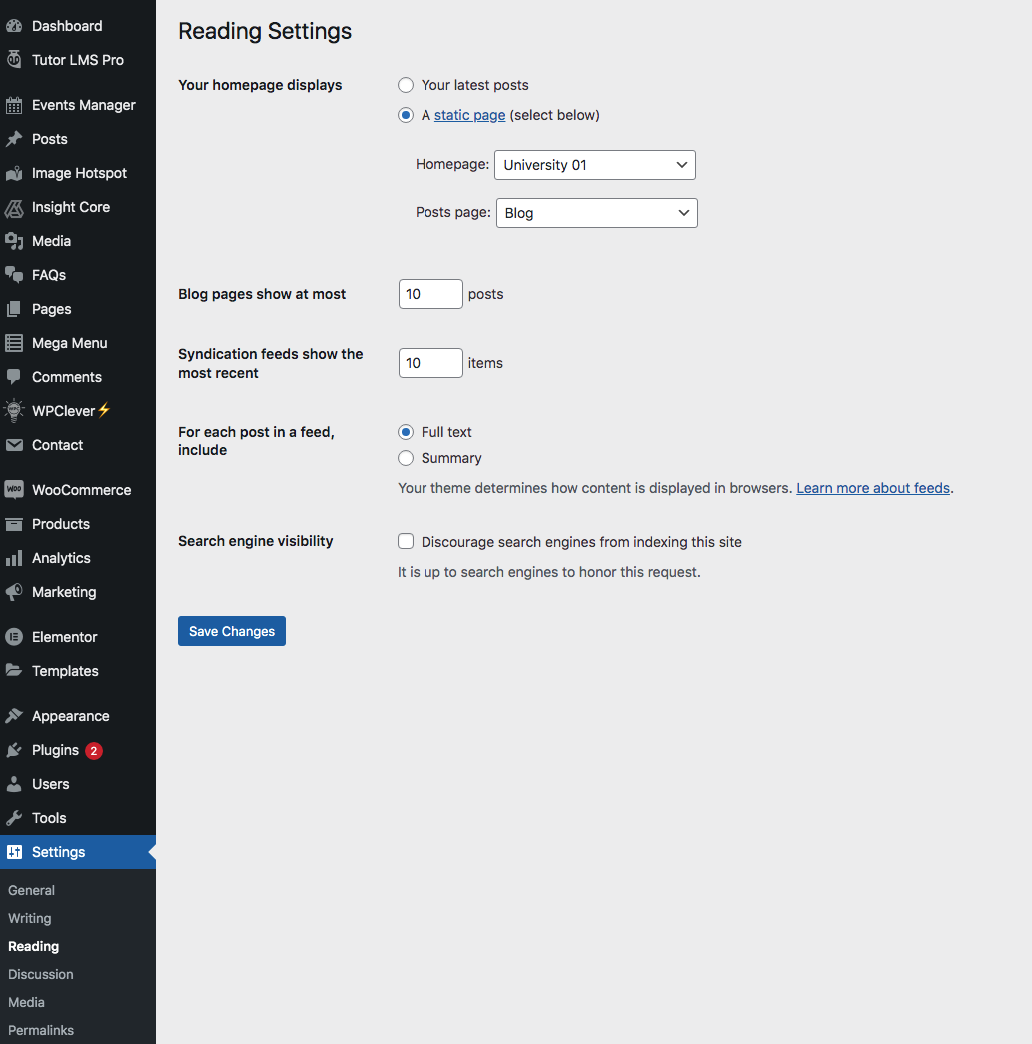 Dashboard
Tutor LMS Pro
Events Manager
Posts
Image Hotspot
Insight Core
Media
FAQs
Pages
Mega Menu
Comments
WPClever⚡
Contact
WOO WooCommerce
Products
Analytics
Marketing
Elementor
Templates
Appearance
Plugins 2
Users
Tools
Settings
General
Writing
Reading
Discussion
Media
Permalinks
Reading Settings
Your homepage displays
Your latest posts
A static page (select below)
Homepage: University 01
Posts page: Blog
Blog pages show at most
10 posts
Syndication feeds show the
most recent
10 items
For each post in a feed,
include
Full text
Summary
Your theme determines how content is displayed in browsers. Learn more about feeds.
Search engine visibility
Discourage search engines from indexing this site
It is up to search engines to honor this request.
Save Changes